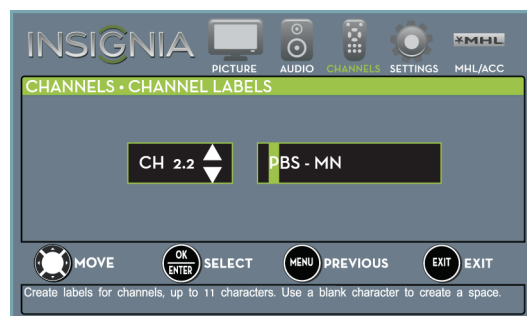 INSIGNIA
PICTURE AUDIO CHANNELS SETTINGS MHL/ACC
MHL
CHANNELS • CHANNEL LABELS
CH 2.2 PBS - MN
MOVE OK ENTER SELECT MENU PREVIOUS EXIT EXIT
Create labels for channels, up to 11 characters. Use a blank character to create a space.